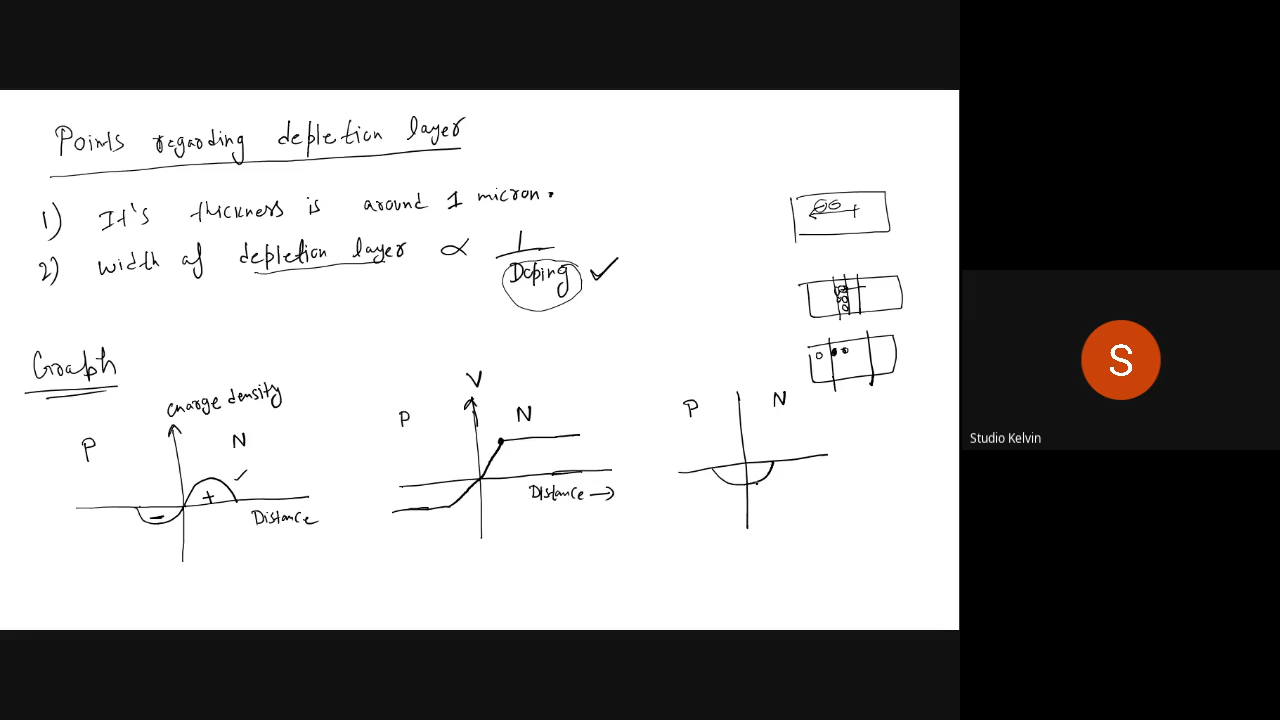 Points regarding depletion layer
1) It's thickness is around 1 micron.
2) width of depletion layer ∝ 1/Doping ✓
Graph
charge density
P
N
+
−
Distance
V
P
N
Distance →
P
N
S
Studio Kelvin